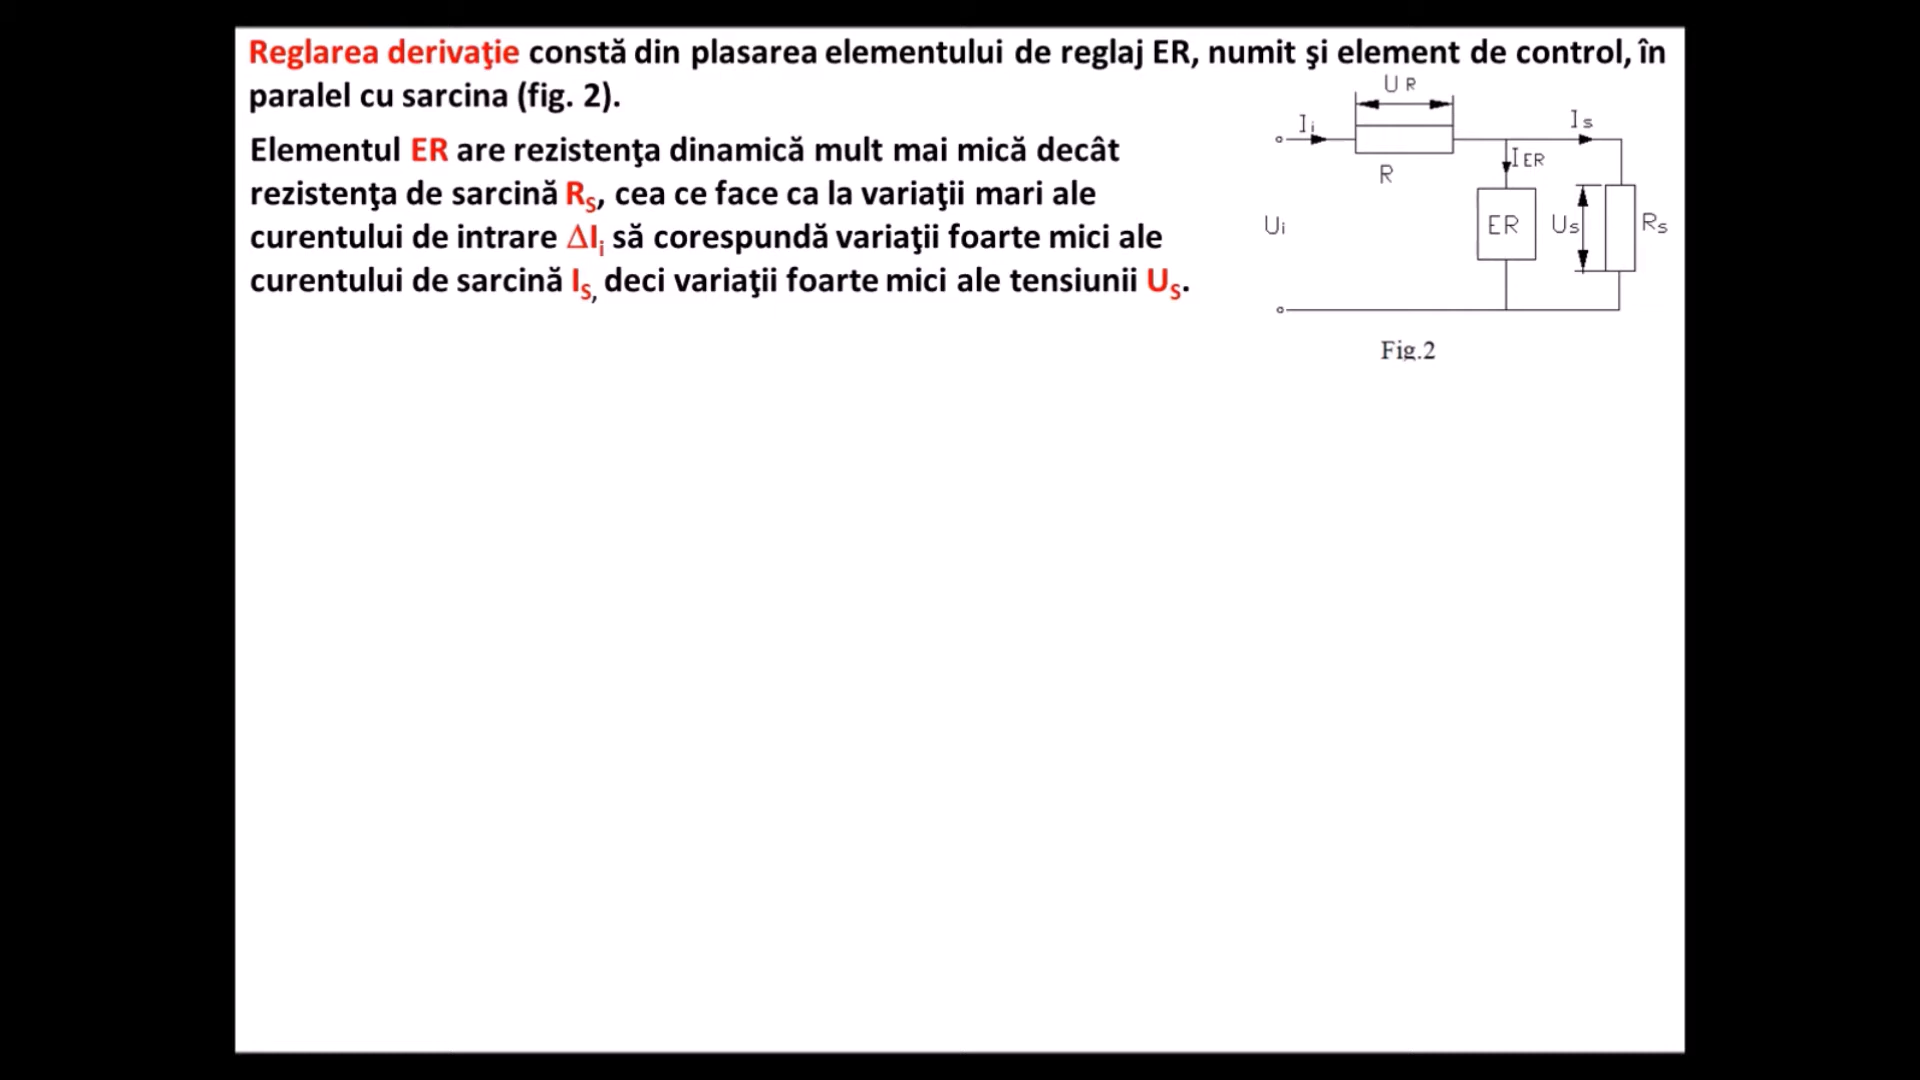 Reglarea derivaţie constă din plasarea elementului de reglaj ER, numit şi element de control, în
paralel cu sarcina (fig. 2).
Elementul ER are rezistenţa dinamică mult mai mică decât
rezistenţa de sarcină RS, cea ce face ca la variaţii mari ale
curentului de intrare ΔIi să corespundă variaţii foarte mici ale
curentului de sarcină IS, deci variaţii foarte mici ale tensiunii US.
UR
Ii
Is
IER
R
Ui
ER
Us
Rs
Fig.2